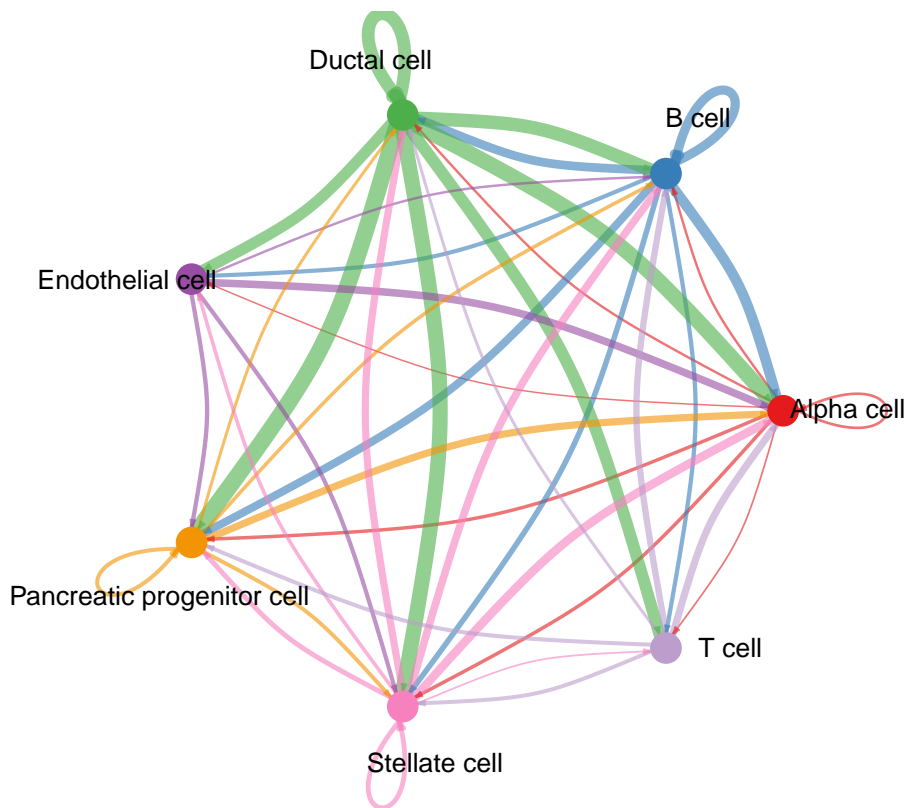 Ductal cell
B cell
Endothelial cell
Alpha cell
Pancreatic progenitor cell
T cell
Stellate cell